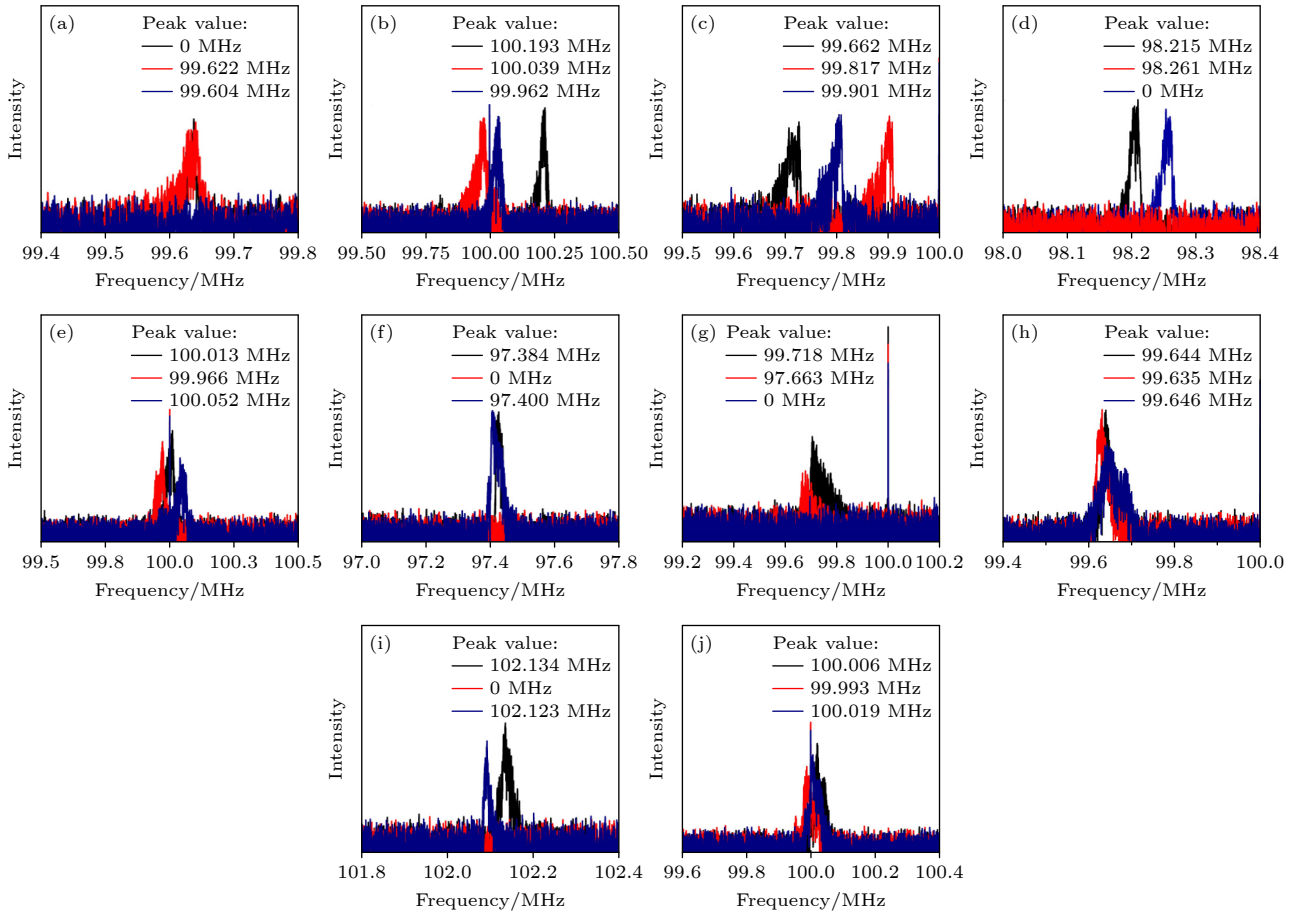 (a)
Peak value:
0 MHz
99.622 MHz
99.604 MHz
Intensity
99.4
99.6
99.7
99.8
Frequency/MHz
(b)
Peak value:
100.193 MHz
100.039 MHz
99.962 MHz
Intensity
99.50
99.75
100.00
100.25
100.50
Frequency/MHz
(c)
Peak value:
99.662 MHz
99.817 MHz
99.901 MHz
Intensity
99.5
99.6
99.7
99.8
99.9
100.0
Frequency/MHz
(d)
Peak value:
98.215 MHz
98.261 MHz
0 MHz
Intensity
98.0
98.1
98.2
98.3
98.4
Frequency/MHz
(e)
Peak value:
100.013 MHz
99.966 MHz
100.052 MHz
Intensity
99.5
99.8
100.0
100.3
100.5
Frequency/MHz
(f)
Peak value:
97.384 MHz
0 MHz
97.400 MHz
Intensity
97.0
97.2
97.4
97.6
97.8
Frequency/MHz
(g)
Peak value:
99.718 MHz
97.663 MHz
0 MHz
Intensity
99.2
99.4
99.6
99.8
100.0
100.2
Frequency/MHz
(h)
Peak value:
99.644 MHz
99.635 MHz
99.646 MHz
Intensity
99.4
99.6
99.8
100.0
Frequency/MHz
(i)
Peak value:
102.134 MHz
0 MHz
102.123 MHz
Intensity
101.8
102.0
102.2
102.4
Frequency/MHz
(j)
Peak value:
100.006 MHz
99.993 MHz
100.019 MHz
Intensity
99.6
99.8
100.0
100.2
100.4
Frequency/MHz